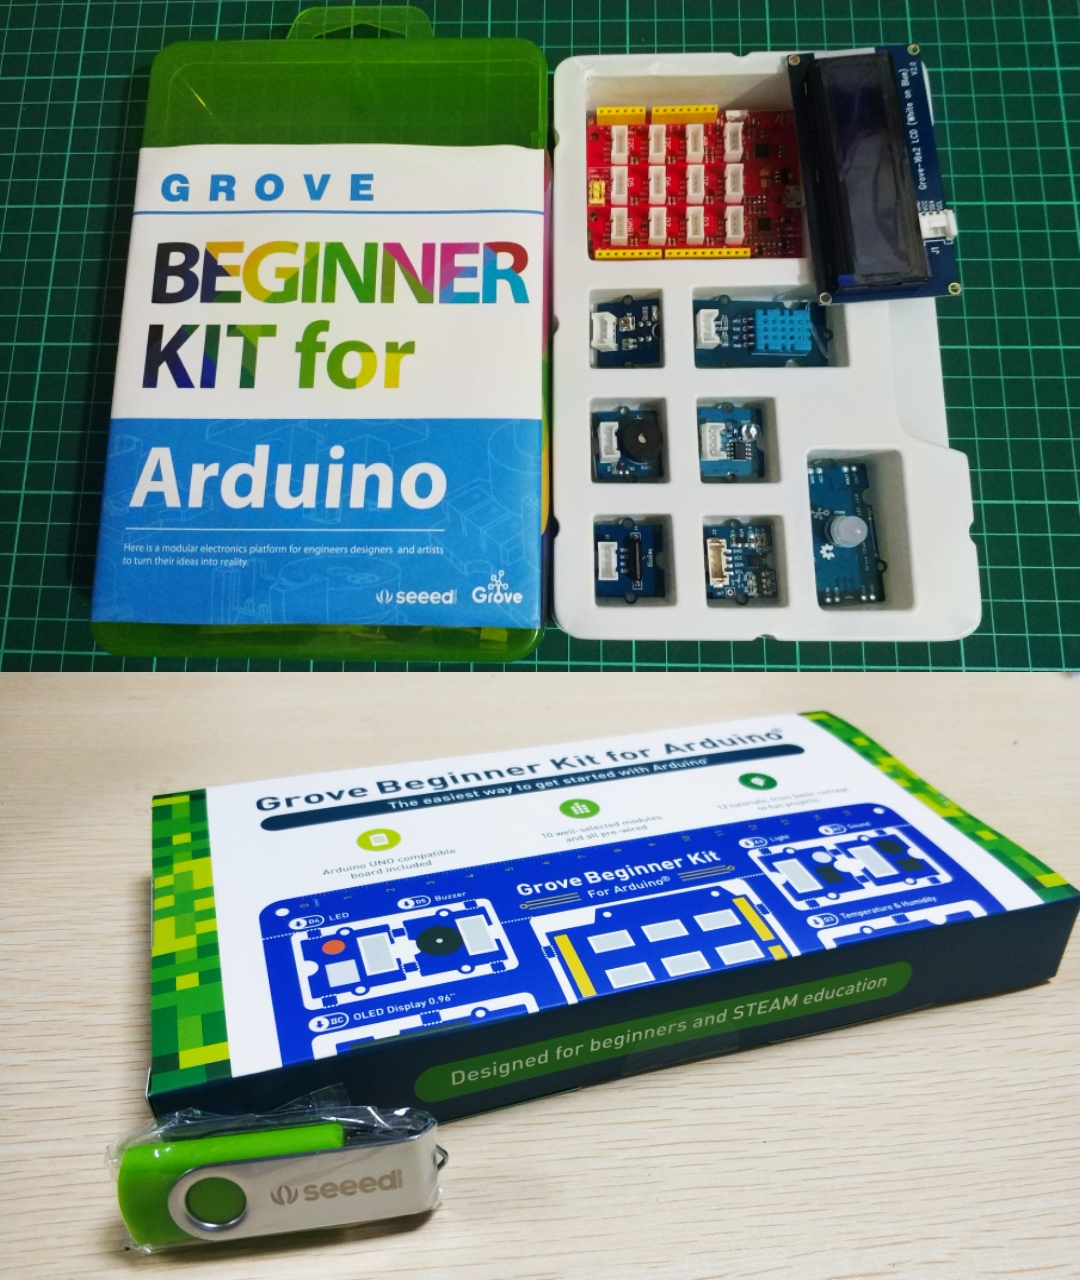 GROVE
BEGINNER
KIT for
Arduino
Here is a modular electronics platform for engineers designers and artists
to turn their ideas into reality.
seeed
Grove
Grove-16x2 LCD (White on Blue)
V2.0
J1
Grove Beginner Kit for Arduino®
The easiest way to get started with Arduino
Arduino UNO compatible
board included
10 well-selected modules
and all pre-wired
12 tutorials, from basic concept
to fun projects
Grove Beginner Kit
For Arduino®
D4 LED
D5 Buzzer
Light
Sound
D3 Temperature & Humidity
IIC OLED Display 0.96"
Designed for beginners and STEAM education
seeed